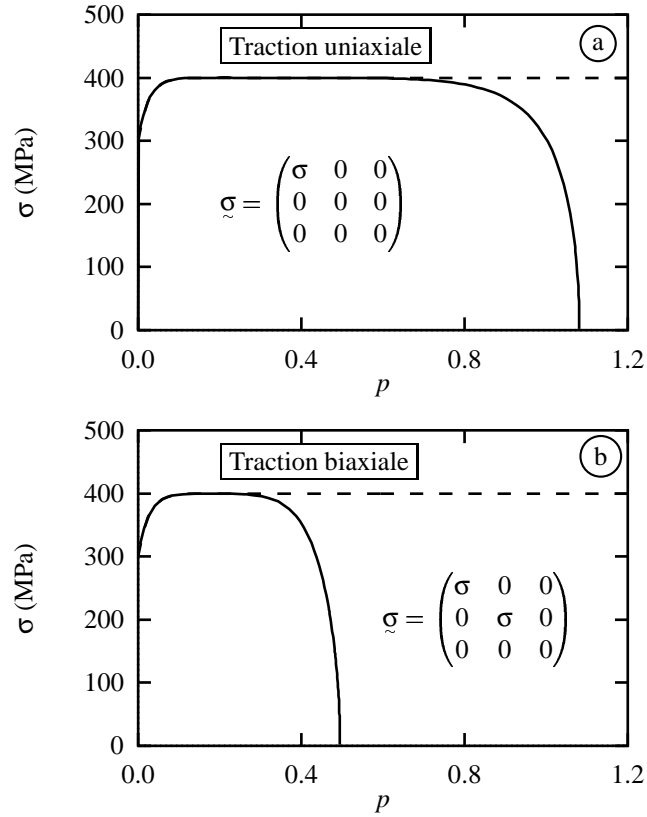 500
400
300
200
100
0
σ (MPa)
Traction uniaxiale
a
σ 0 0
σ = 0 0 0
0 0 0
0.0 0.4 0.8 1.2
p
500
400
300
200
100
0
σ (MPa)
Traction biaxiale
b
σ 0 0
σ = 0 σ 0
0 0 0
0.0 0.4 0.8 1.2
p